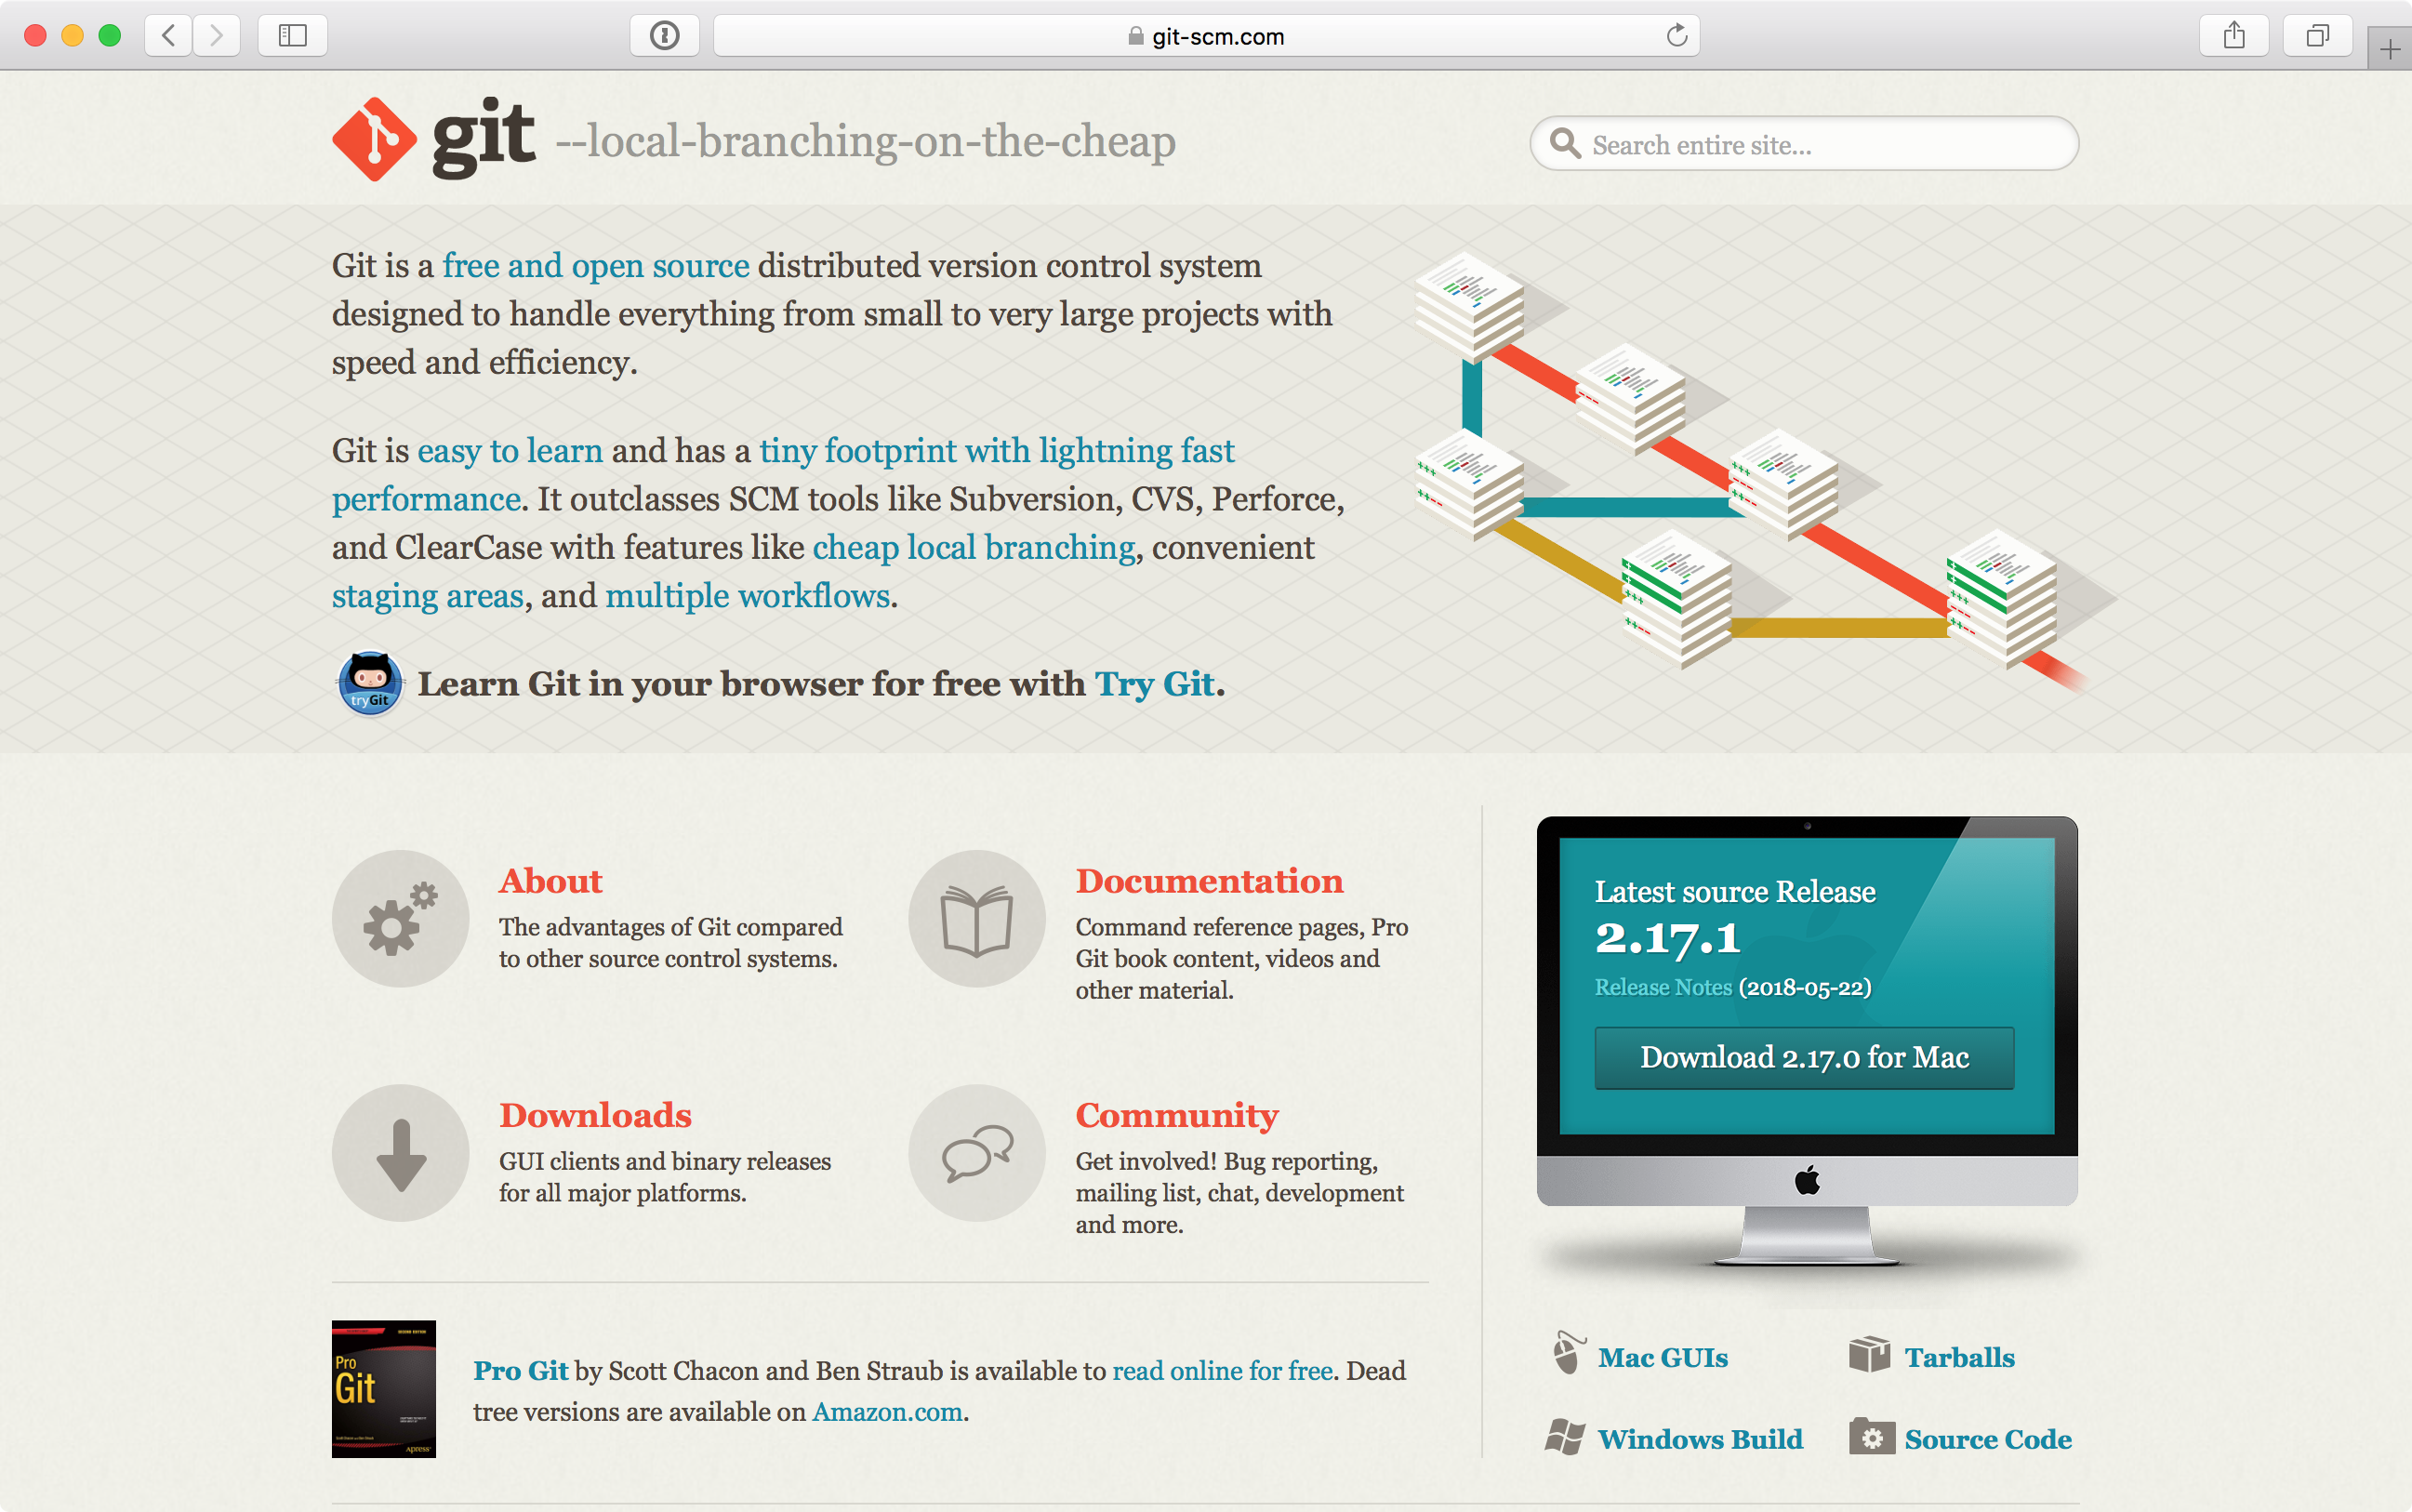 git-scm.com
git --local-branching-on-the-cheap
Search entire site...
Git is a free and open source distributed version control system
designed to handle everything from small to very large projects with
speed and efficiency.
Git is easy to learn and has a tiny footprint with lightning fast
performance. It outclasses SCM tools like Subversion, CVS, Perforce,
and ClearCase with features like cheap local branching, convenient
staging areas, and multiple workflows.
tryGit
Learn Git in your browser for free with Try Git.
About
The advantages of Git compared
to other source control systems.
Documentation
Command reference pages, Pro
Git book content, videos and
other material.
Downloads
GUI clients and binary releases
for all major platforms.
Community
Get involved! Bug reporting,
mailing list, chat, development
and more.
Pro
Git
Apress
Pro Git by Scott Chacon and Ben Straub is available to read online for free. Dead
tree versions are available on Amazon.com.
Latest source Release
2.17.1
Release Notes (2018-05-22)
Download 2.17.0 for Mac
Mac GUIs
Tarballs
Windows Build
Source Code